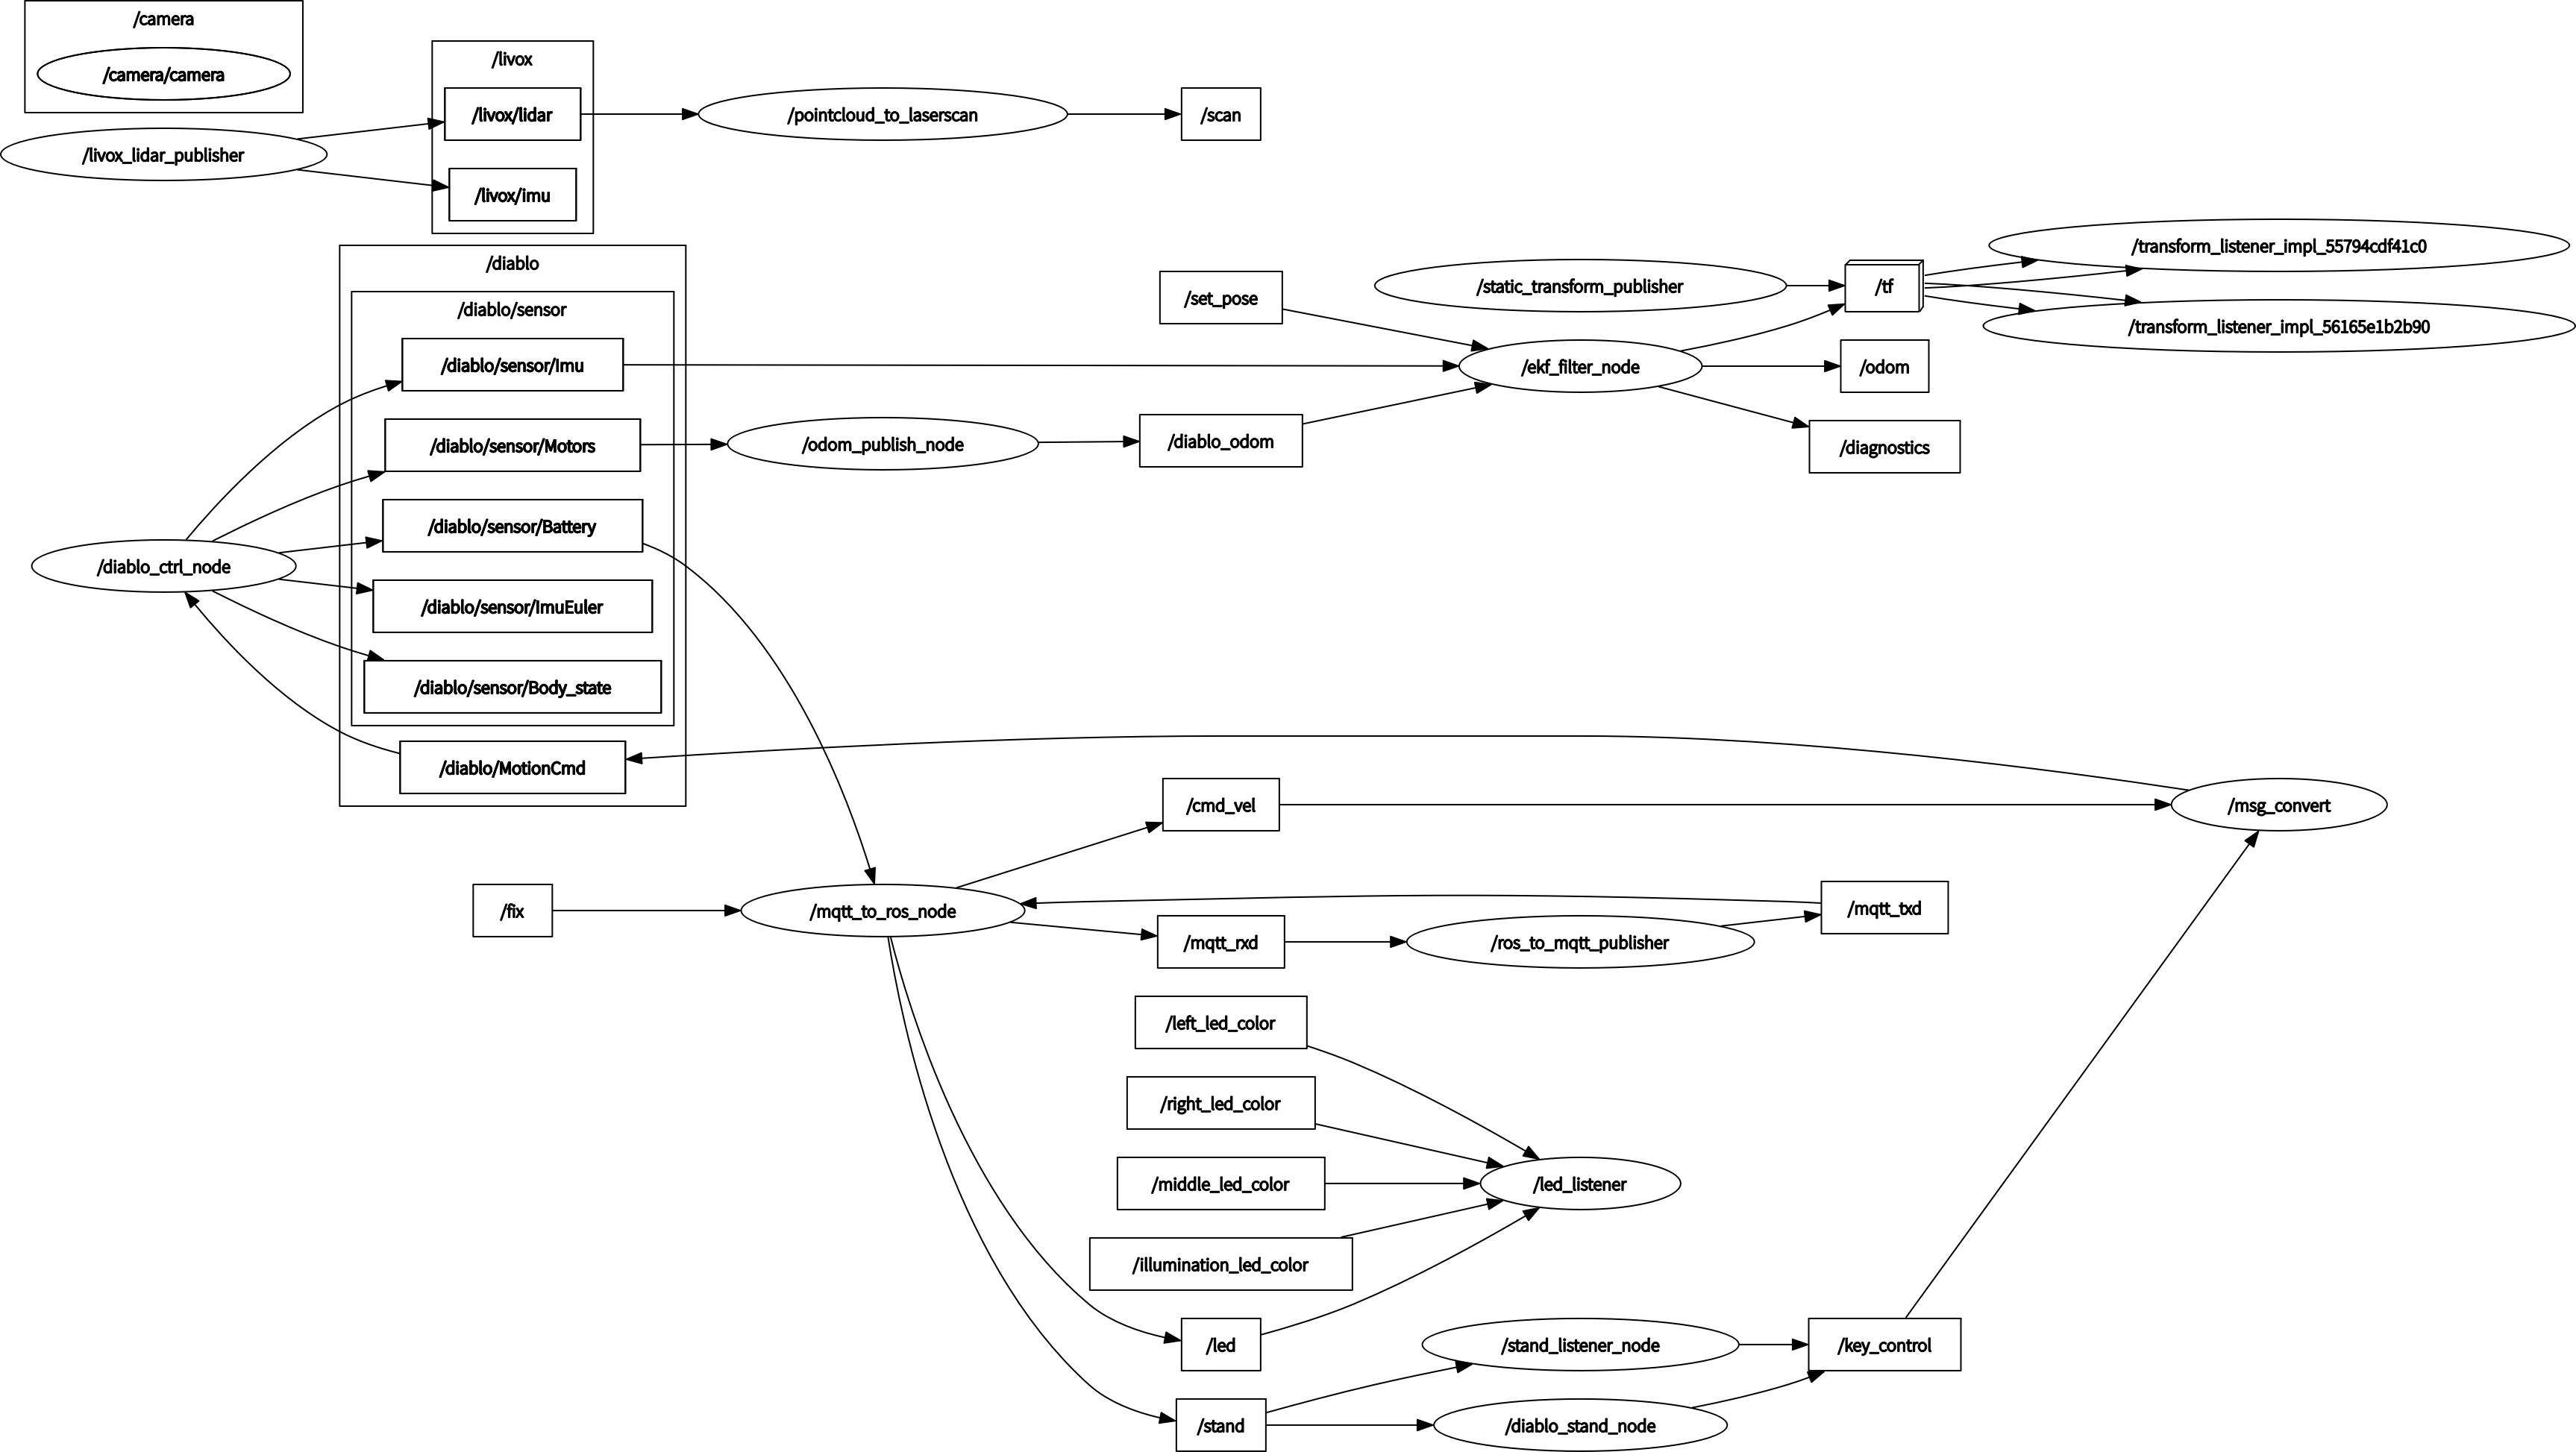 /camera
/camera/camera
/livox_lidar_publisher
/livox
/livox/lidar
/livox/imu
/pointcloud_to_laserscan
/scan
/diablo
/diablo/sensor
/diablo/sensor/Imu
/diablo/sensor/Motors
/diablo/sensor/Battery
/diablo/sensor/ImuEuler
/diablo/sensor/Body_state
/diablo/MotionCmd
/diablo_ctrl_node
/odom_publish_node
/set_pose
/diablo_odom
/static_transform_publisher
/ekf_filter_node
/tf
/odom
/diagnostics
/transform_listener_impl_55794cdf41c0
/transform_listener_impl_56165e1b2b90
/cmd_vel
/msg_convert
/fix
/mqtt_to_ros_node
/mqtt_rxd
/ros_to_mqtt_publisher
/mqtt_txd
/left_led_color
/right_led_color
/middle_led_color
/illumination_led_color
/led_listener
/led
/stand
/stand_listener_node
/diablo_stand_node
/key_control